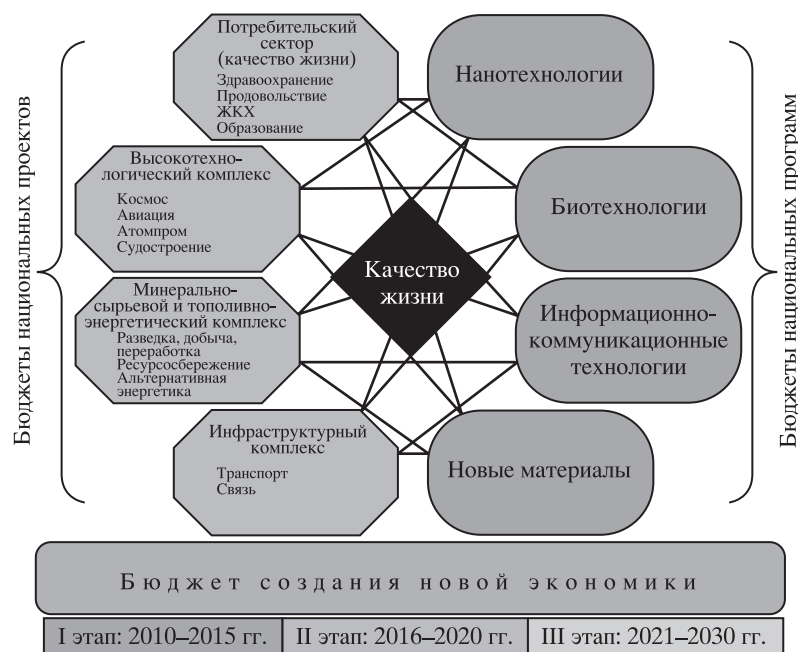 Бюджеты национальных проектов
Потребительский
сектор
(качество жизни)
Здравоохранение
Продовольствие
ЖКХ
Образование
Высокотехно-
логический комплекс
Космос
Авиация
Атомпром
Судостроение
Минерально-
сырьевой и тополивно-
энергетический комплекс
Разведка, добыча,
переработка
Ресурсосбережение
Альтернативная
энергетика
Инфраструктурный
комплекс
Транспорт
Связь
Качество
жизни
Нанотехнологии
Биотехнологии
Информационно-
коммуникационные
технологии
Новые материалы
Бюджеты национальных программ
Бюджет создания новой экономики
I этап: 2010–2015 гг.
II этап: 2016–2020 гг.
III этап: 2021–2030 гг.